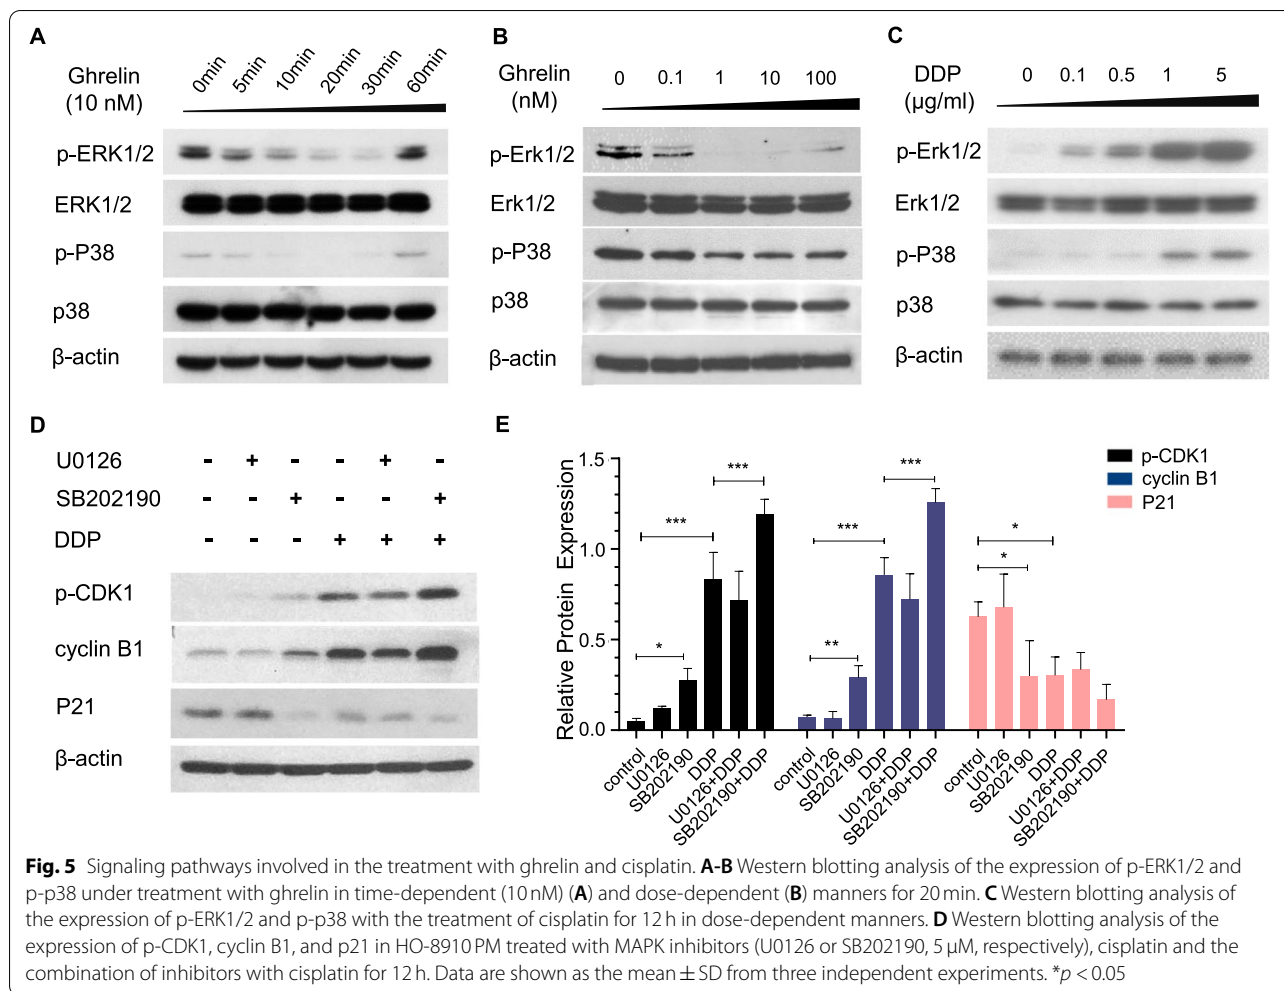 A
Ghrelin
(10 nM)
0min 5min 10min 20min 30min 60min
p-ERK1/2
ERK1/2
p-P38
p38
β-actin
B
Ghrelin
(nM)
0 0.1 1 10 100
p-Erk1/2
Erk1/2
p-P38
p38
β-actin
C
DDP
(µg/ml)
0 0.1 0.5 1 5
p-Erk1/2
Erk1/2
p-P38
p38
β-actin
D
U0126 - + - - + -
SB202190 - - + - - +
DDP - - - + + +
p-CDK1
cyclin B1
P21
β-actin
E
Relative Protein Expression
1.5
1.0
0.5
0.0
* *** ***
** *** ***
* *
p-CDK1
cyclin B1
P21
control U0126 SB202190 DDP U0126+DDP SB202190+DDP
control U0126 SB202190 DDP U0126+DDP SB202190+DDP
control U0126 SB202190 DDP U0126+DDP SB202190+DDP
Fig. 5 Signaling pathways involved in the treatment with ghrelin and cisplatin. A-B Western blotting analysis of the expression of p-ERK1/2 and
p-p38 under treatment with ghrelin in time-dependent (10 nM) (A) and dose-dependent (B) manners for 20 min. C Western blotting analysis of
the expression of p-ERK1/2 and p-p38 with the treatment of cisplatin for 12 h in dose-dependent manners. D Western blotting analysis of the
expression of p-CDK1, cyclin B1, and p21 in HO-8910 PM treated with MAPK inhibitors (U0126 or SB202190, 5 µM, respectively), cisplatin and the
combination of inhibitors with cisplatin for 12 h. Data are shown as the mean ± SD from three independent experiments. *p < 0.05